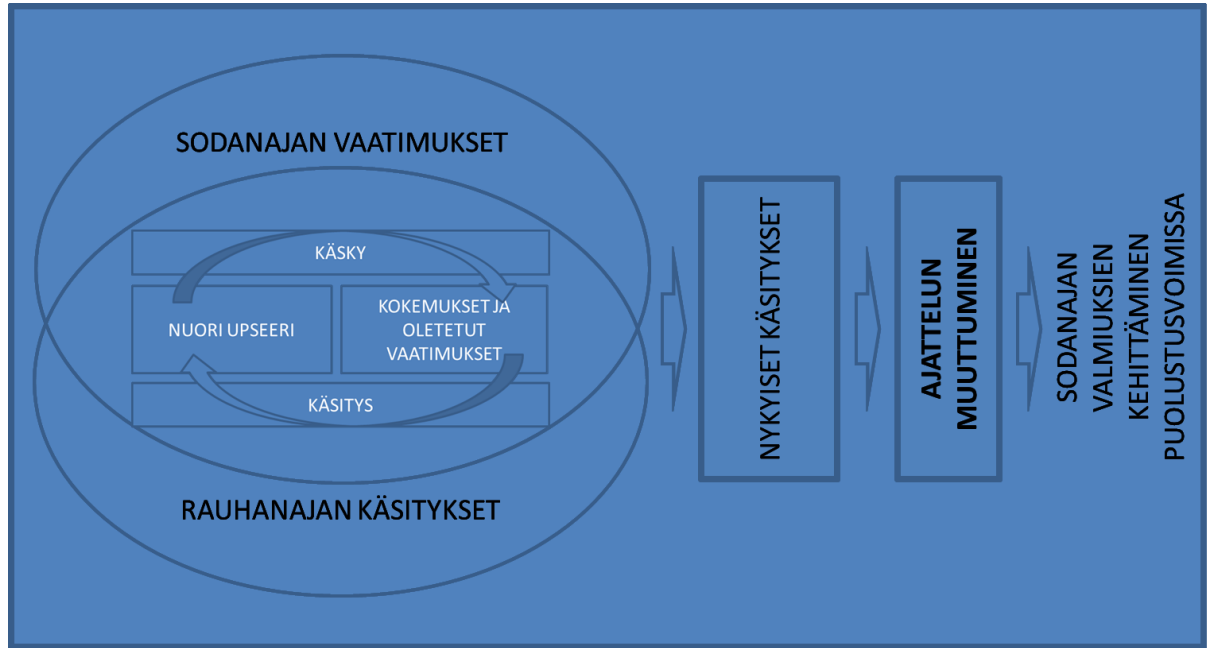 SODANAJAN VAATIMUKSET
KÄSKY
NUORI UPSEERI
KOKEMUKSET JA
OLETETUT
VAATIMUKSET
KÄSITYS
RAUHANAJAN KÄSITYKSET
NYKYISET KÄSITYKSET
AJATTELUN
MUUTTUMINEN
SODANAJAN
VALMIUKSIEN
KEHITTÄMINEN
PUOLUSTUSVOIMISSA